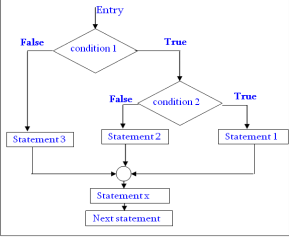 Entry
False
condition 1
True
False
condition 2
True
Statement 3
Statement 2
Statement 1
Statement x
Next statement